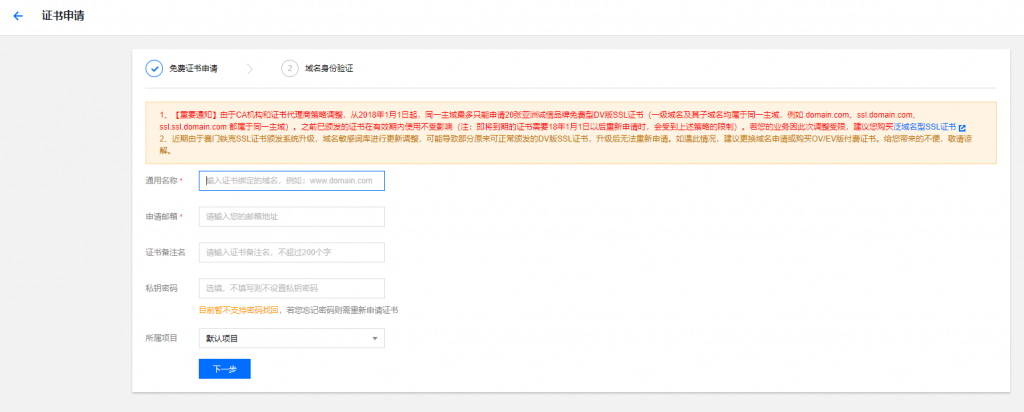 证书申请
免费证书申请
2 域名身份验证
1、【重要通知】由于CA机构和证书代理商策略调整，从2018年1月1日起，同一主域最多只能申请20张亚洲诚信品牌免费型DV版SSL证书（一级域名及其子域名均属于同一主域，例如 domain.com、ssl.domain.com、
ssl.ssl.domain.com 都属于同一主域）。之前已颁发的证书在有效期内使用不受影响（注：即将到期的证书需要18年1月1日以后重新申请时，会受到上述策略的限制）。若您的业务因此次调整受限，建议您购买泛域名型SSL证书
2、近期由于赛门铁克SSL证书颁发系统升级，域名敏感词库进行更新调整，可能导致部分原来可正常颁发的DV版SSL证书，升级后无法重新申请。如遇此情况，建议更换域名申请或购买OV/EV版付费证书。给您带来的不便，敬请谅
解。
通用名称 * 输入证书绑定的域名，例如：www.domain.com
申请邮箱 * 请输入您的邮箱地址
证书备注名 请输入证书备注名，不超过200个字
私钥密码 选填，不填写则不设置私钥密码
目前暂不支持密码找回，若您忘记密码则需重新申请证书
所属项目 默认项目
下一步